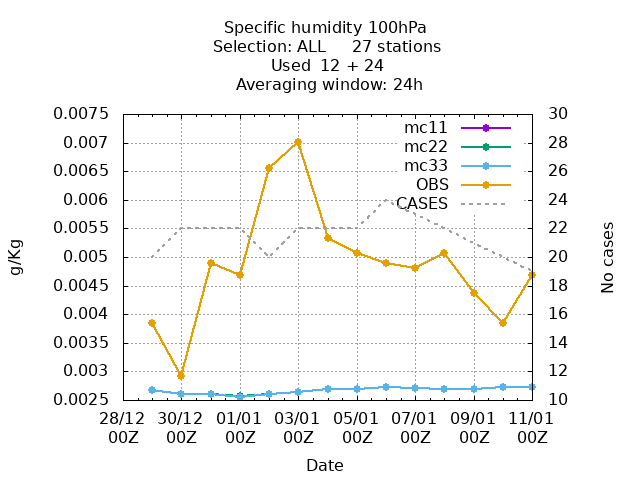 Specific humidity 100hPa
Selection: ALL     27 stations
Used  12 + 24
Averaging window: 24h
0.0075
0.007
0.0065
0.006
0.0055
0.005
0.0045
0.004
0.0035
0.003
0.0025
g/Kg
mc11
mc22
mc33
OBS
CASES
30
28
26
24
22
20
18
16
14
12
10
No cases
28/12 30/12 01/01 03/01 05/01 07/01 09/01 11/01
00Z 00Z 00Z 00Z 00Z 00Z 00Z 00Z
Date